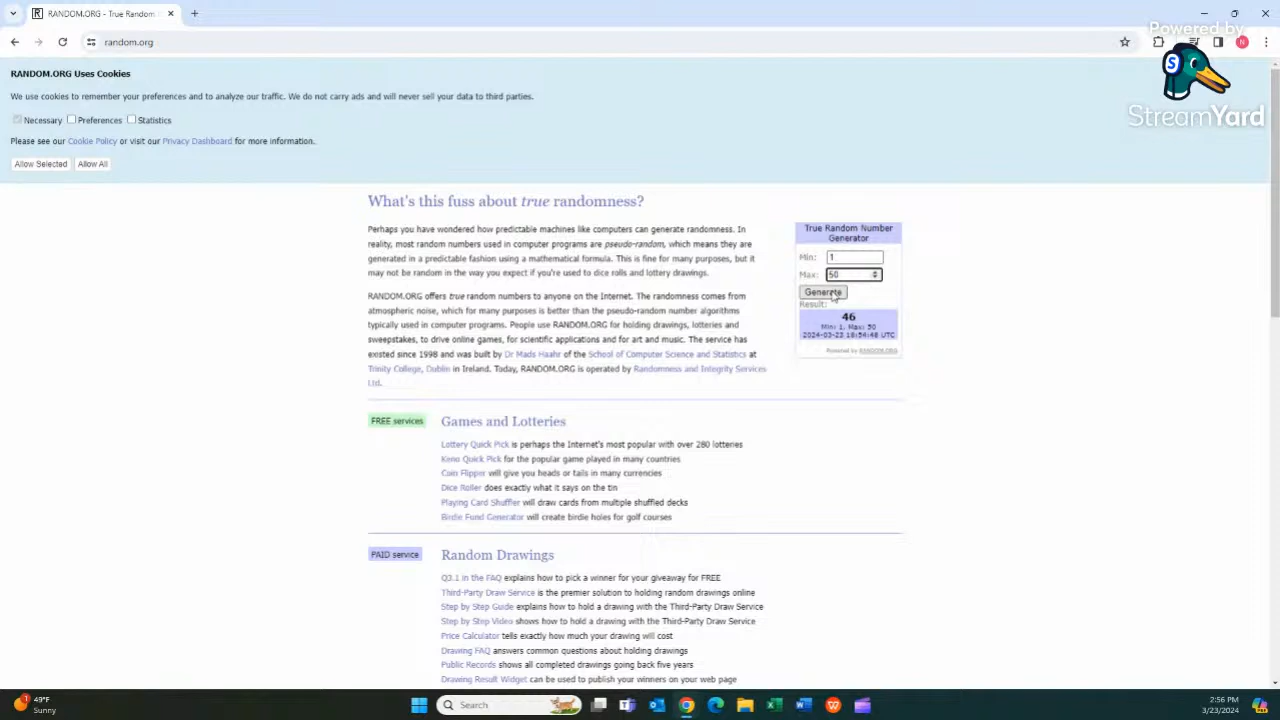 RANDOM.ORG - True Random
random.org
N
Powered by
S
StreamYard
RANDOM.ORG Uses Cookies
We use cookies to remember your preferences and to analyze our traffic. We do not carry ads and will never sell your data to third parties.
Necessary Preferences Statistics
Please see our Cookie Policy or visit our Privacy Dashboard for more information.
Allow Selected Allow All
What's this fuss about true randomness?
Perhaps you have wondered how predictable machines like computers can generate randomness. In
reality, most random numbers used in computer programs are pseudo-random, which means they are
generated in a predictable fashion using a mathematical formula. This is fine for many purposes, but it
may not be random in the way you expect if you're used to dice rolls and lottery drawings.
RANDOM.ORG offers true random numbers to anyone on the Internet. The randomness comes from
atmospheric noise, which for many purposes is better than the pseudo-random number algorithms
typically used in computer programs. People use RANDOM.ORG for holding drawings, lotteries and
sweepstakes, to drive online games, for scientific applications and for art and music. The service has
existed since 1998 and was built by Dr Mads Haahr of the School of Computer Science and Statistics at
Trinity College, Dublin in Ireland. Today, RANDOM.ORG is operated by Randomness and Integrity Services
Ltd.
True Random Number
Generator
Min: 1
Max: 50
Generate
Result:
46
Min: 1, Max: 50
2024-03-23 18:54:48 UTC
Powered by RANDOM.ORG
FREE services
Games and Lotteries
Lottery Quick Pick is perhaps the Internet's most popular with over 280 lotteries
Keno Quick Pick for the popular game played in many countries
Coin Flipper will give you heads or tails in many currencies
Dice Roller does exactly what it says on the tin
Playing Card Shuffler will draw cards from multiple shuffled decks
Birdie Fund Generator will create birdie holes for golf courses
PAID service
Random Drawings
Q3.1 in the FAQ explains how to pick a winner for your giveaway for FREE
Third-Party Draw Service is the premier solution to holding random drawings online
Step by Step Guide explains how to hold a drawing with the Third-Party Draw Service
Step by Step Video shows how to hold a drawing with the Third-Party Draw Service
Price Calculator tells exactly how much your drawing will cost
Drawing FAQ answers common questions about holding drawings
Public Records shows all completed drawings going back five years
Drawing Result Widget can be used to publish your winners on your web page
49°F
Sunny
Search
2:56 PM
3/23/2024